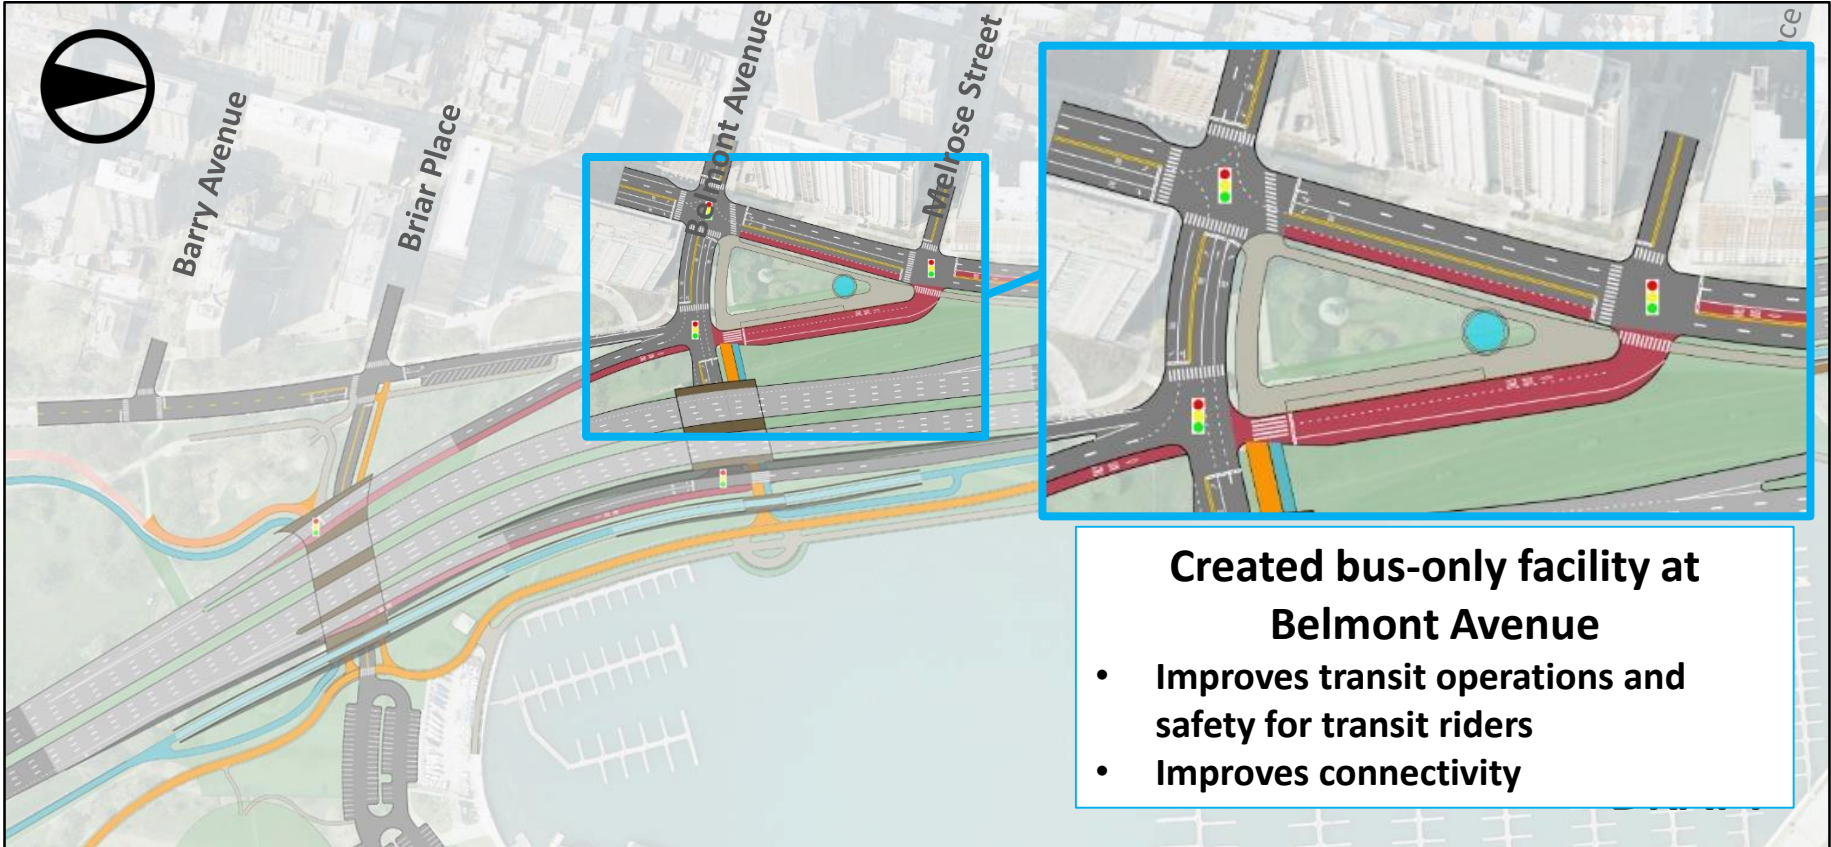 Barry Avenue
Briar Place
Belmont Avenue
Melrose Street
Created bus-only facility at
Belmont Avenue
• Improves transit operations and
safety for transit riders
• Improves connectivity